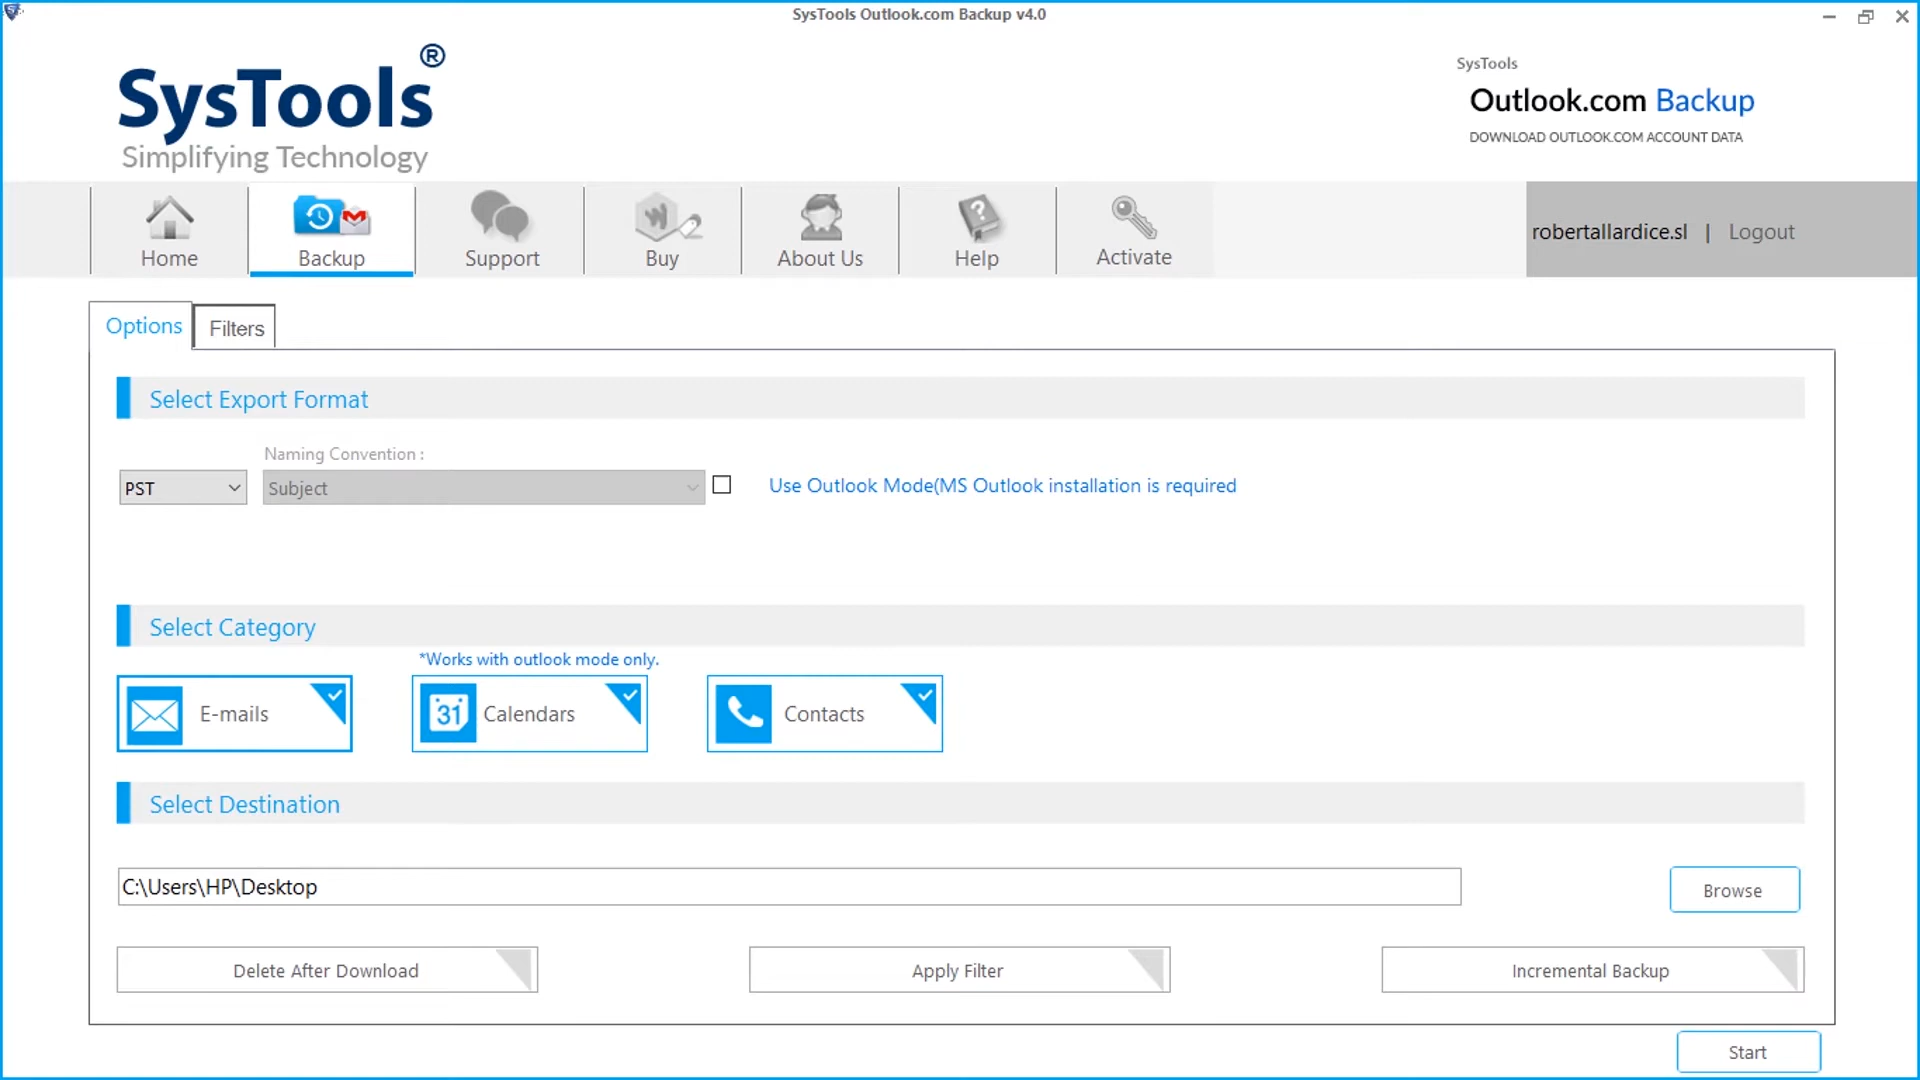 SysTools Outlook.com Backup v4.0
SysTools®
Simplifying Technology
SysTools
Outlook.com Backup
DOWNLOAD OUTLOOK.COM ACCOUNT DATA
Home
Backup
Support
Buy
About Us
Help
Activate
robertallardice.sl | Logout
Options
Filters
Select Export Format
Naming Convention :
PST
Subject
Use Outlook Mode(MS Outlook installation is required
Select Category
*Works with outlook mode only.
E-mails
31
Calendars
Contacts
Select Destination
C:\Users\HP\Desktop
Browse
Delete After Download
Apply Filter
Incremental Backup
Start